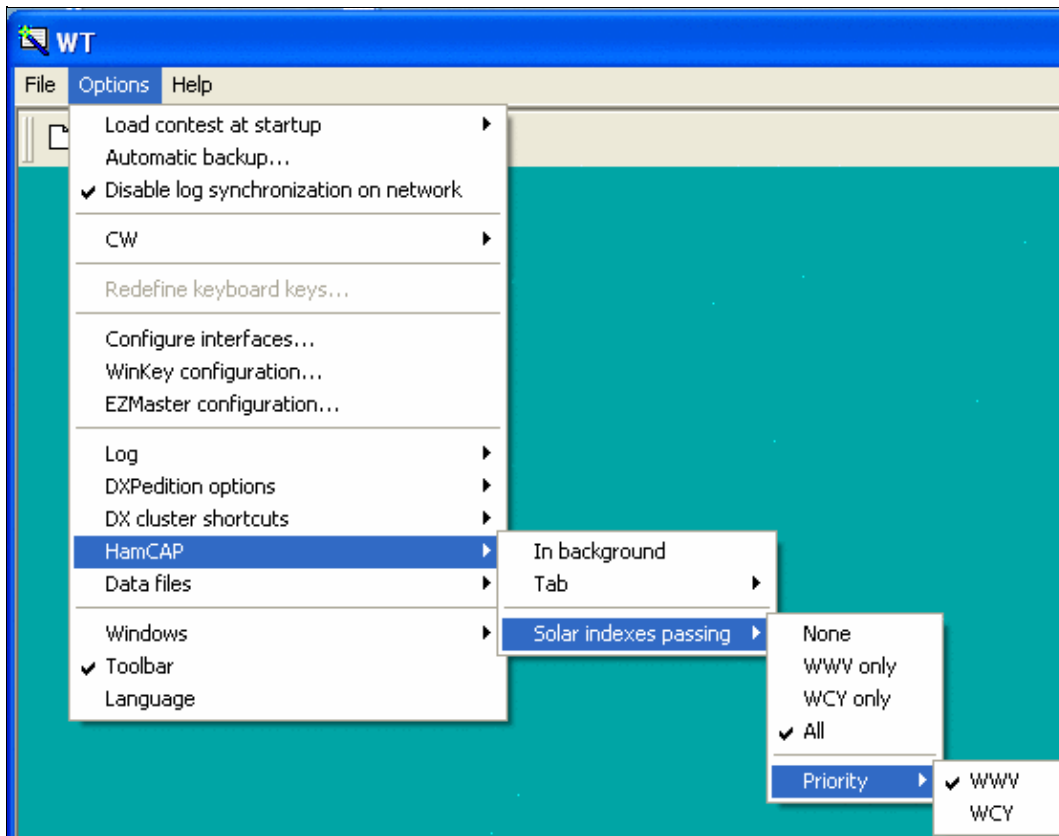 WT
File Options Help
Load contest at startup
Automatic backup...
Disable log synchronization on network
CW
Redefine keyboard keys...
Configure interfaces...
WinKey configuration...
EZMaster configuration...
Log
DXPedition options
DX cluster shortcuts
HamCAP
Data files
Windows
Toolbar
Language
In background
Tab
Solar indexes passing
None
WWV only
WCY only
All
Priority
WWV
WCY